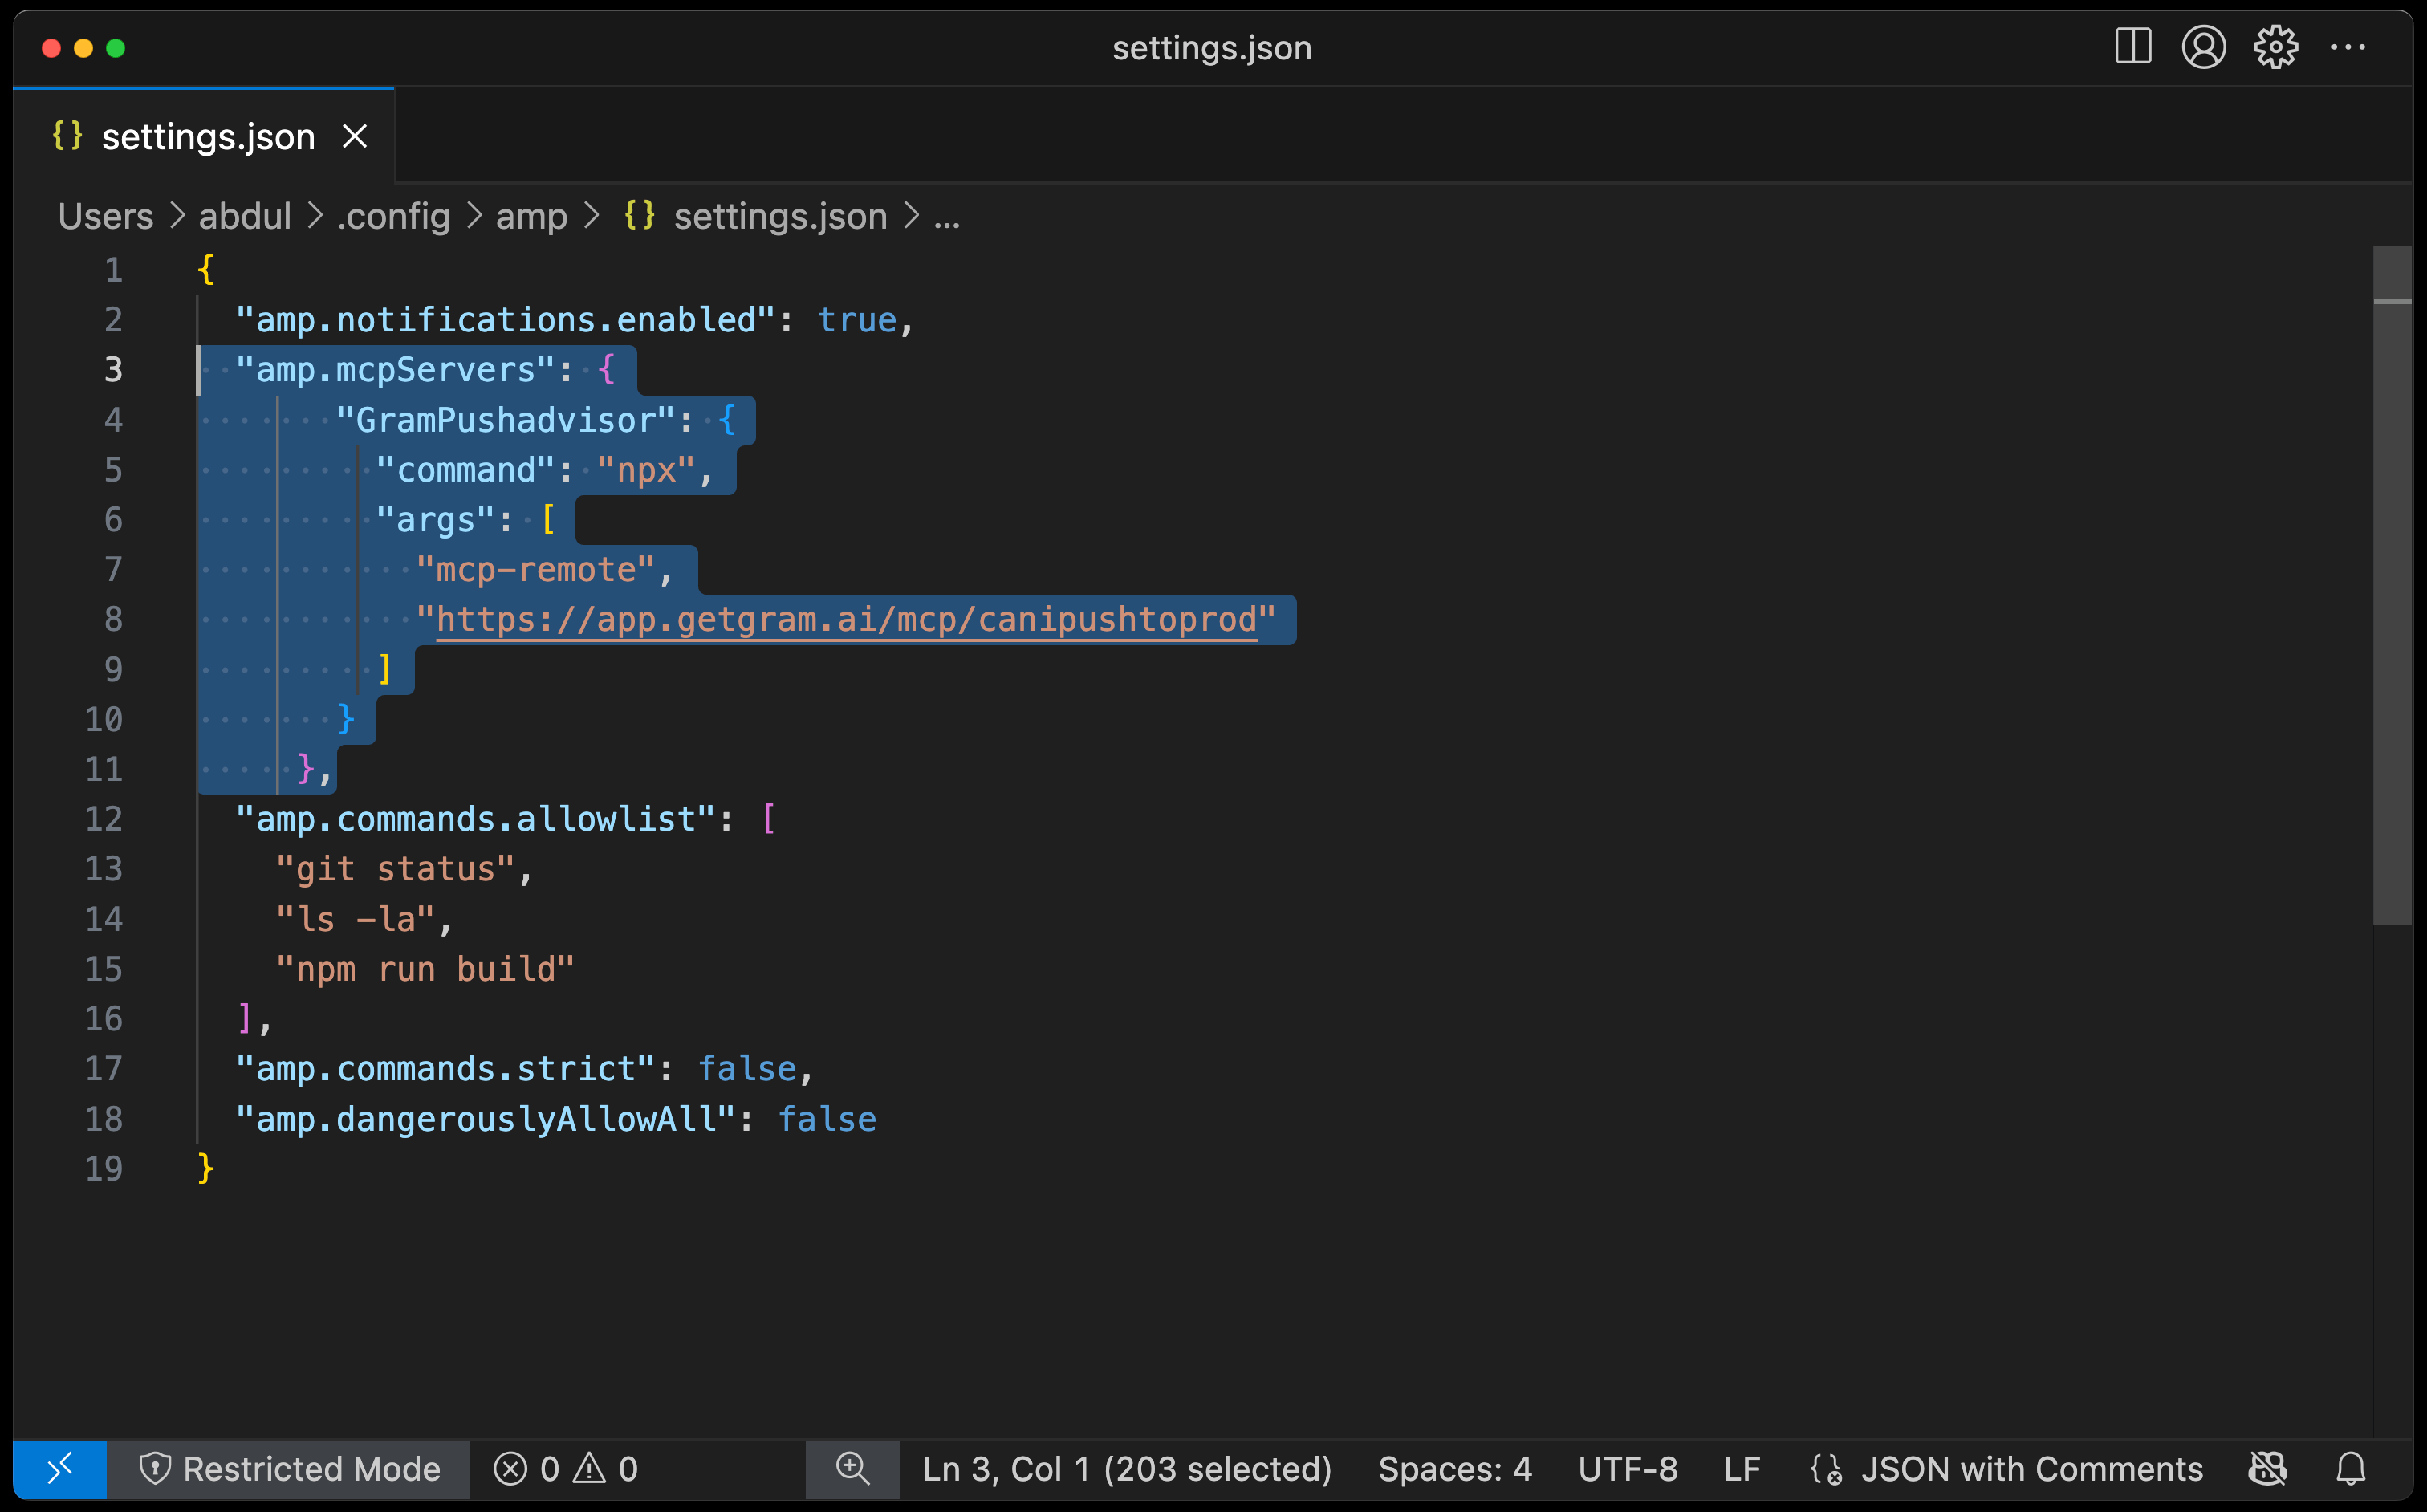 settings.json
{} settings.json
Users > abdul > .config > amp > {} settings.json > ...
1 {
2   "amp.notifications.enabled": true,
3   "amp.mcpServers": {
4        "GramPushadvisor": {
5          "command": "npx",
6          "args": [
7            "mcp-remote",
8            "https://app.getgram.ai/mcp/canipushtoprod"
9          ]
10        }
11      },
12   "amp.commands.allowlist": [
13     "git status",
14     "ls -la",
15     "npm run build"
16   ],
17   "amp.commands.strict": false,
18   "amp.dangerouslyAllowAll": false
19 }
Restricted Mode 0 0 Ln 3, Col 1 (203 selected) Spaces: 4 UTF-8 LF JSON with Comments